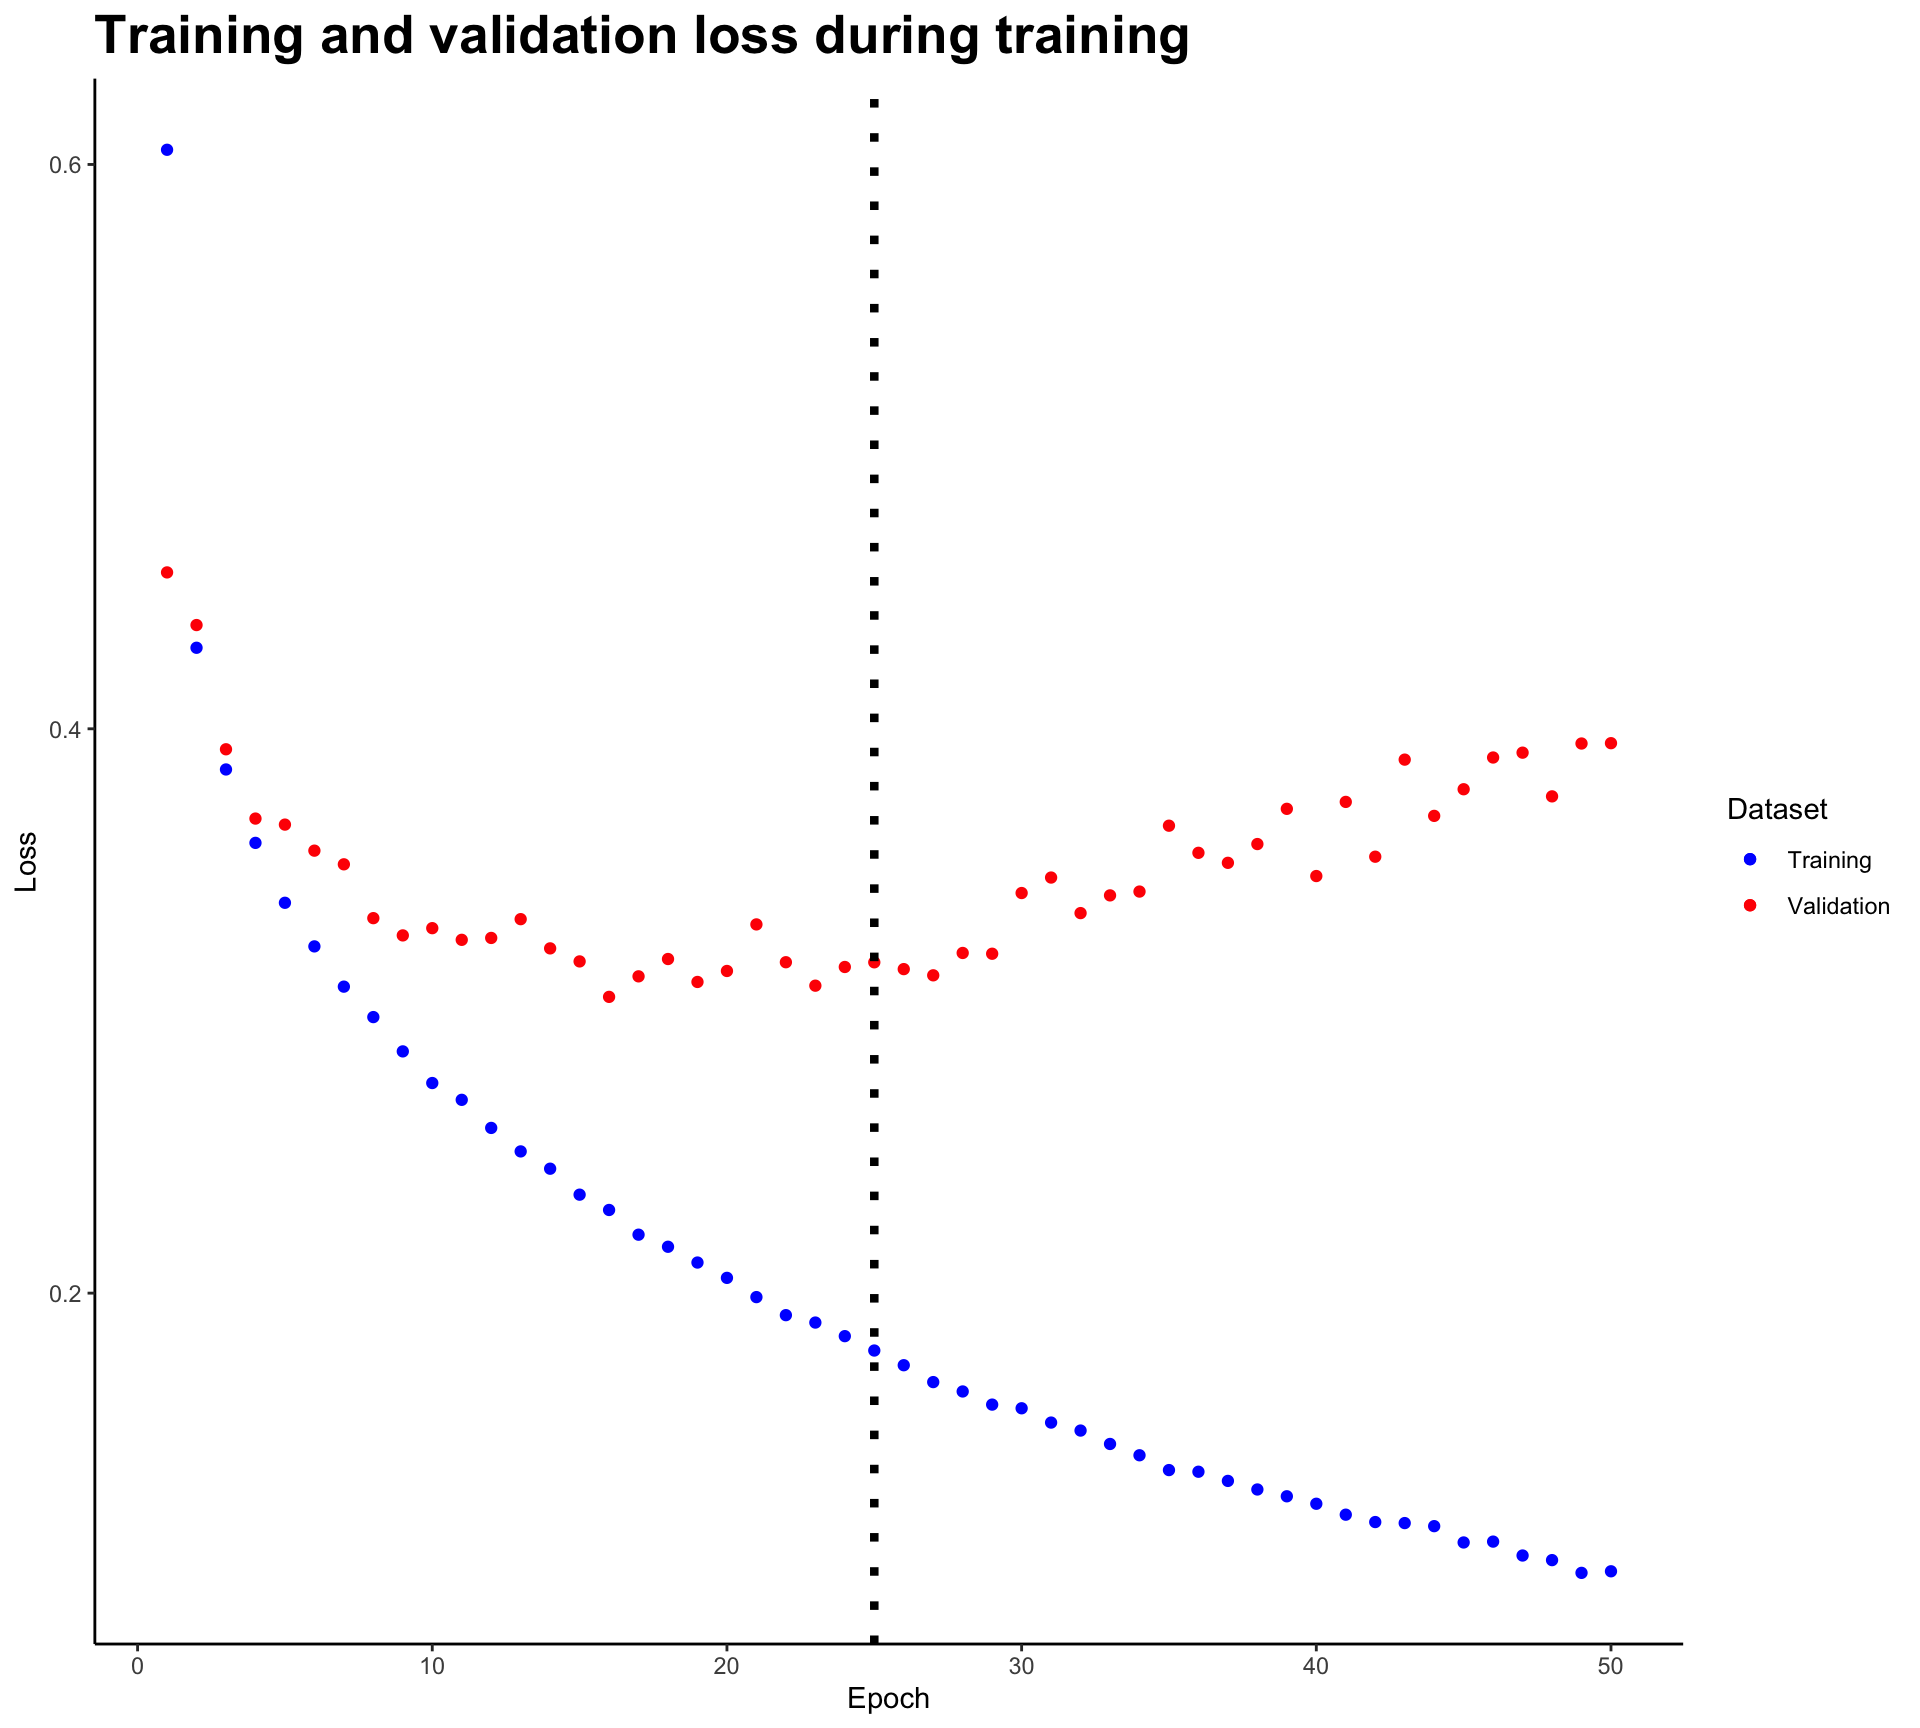 Training and validation loss during training
0.6
0.4
0.2
Loss
0 10 20 30 40 50
Epoch
Dataset
Training
Validation